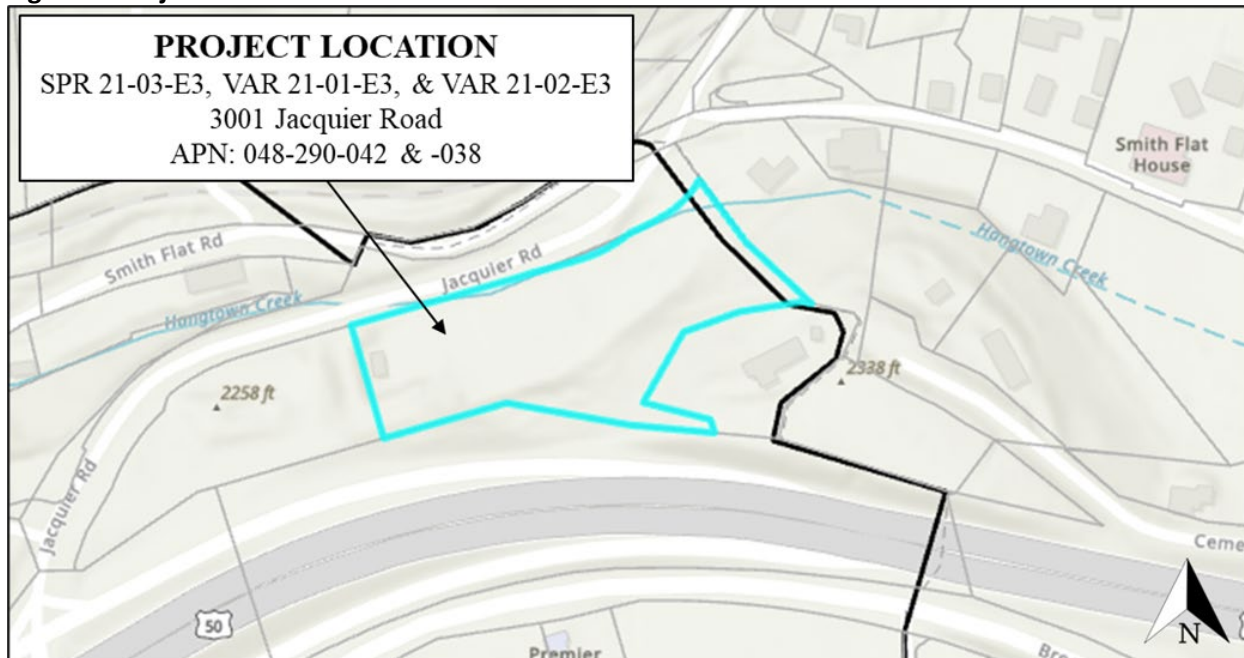 PROJECT LOCATION
SPR 21-03-E3, VAR 21-01-E3, & VAR 21-02-E3
3001 Jacquier Road
APN: 048-290-042 & -038
Smith Flat
House
Smith Flat Rd
Jacquier Rd
Hangtown Creek
Hangtown Creek
2258 ft
2338 ft
Jacquier Rd
50
Premier
N